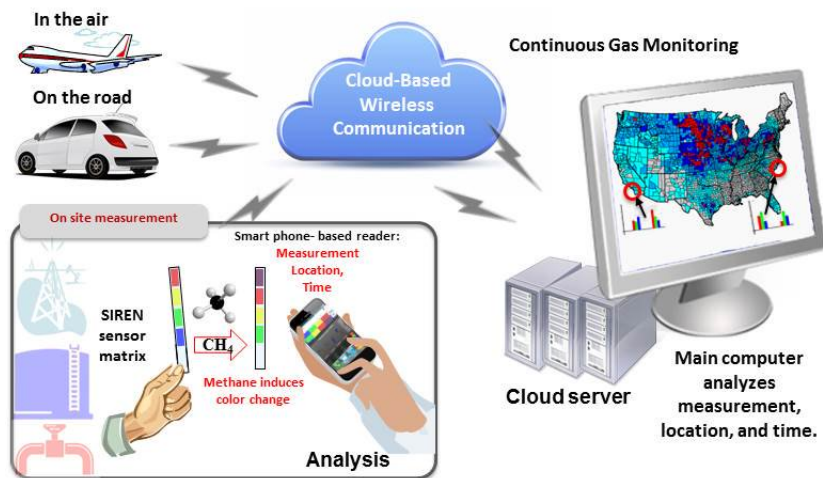 In the air
On the road
Cloud-Based
Wireless
Communication
Continuous Gas Monitoring
On site measurement
Smart phone- based reader:
Measurement
Location,
Time
SIREN
sensor
matrix
CH4
Methane induces
color change
Analysis
Cloud server
Main computer
analyzes
measurement,
location, and time.